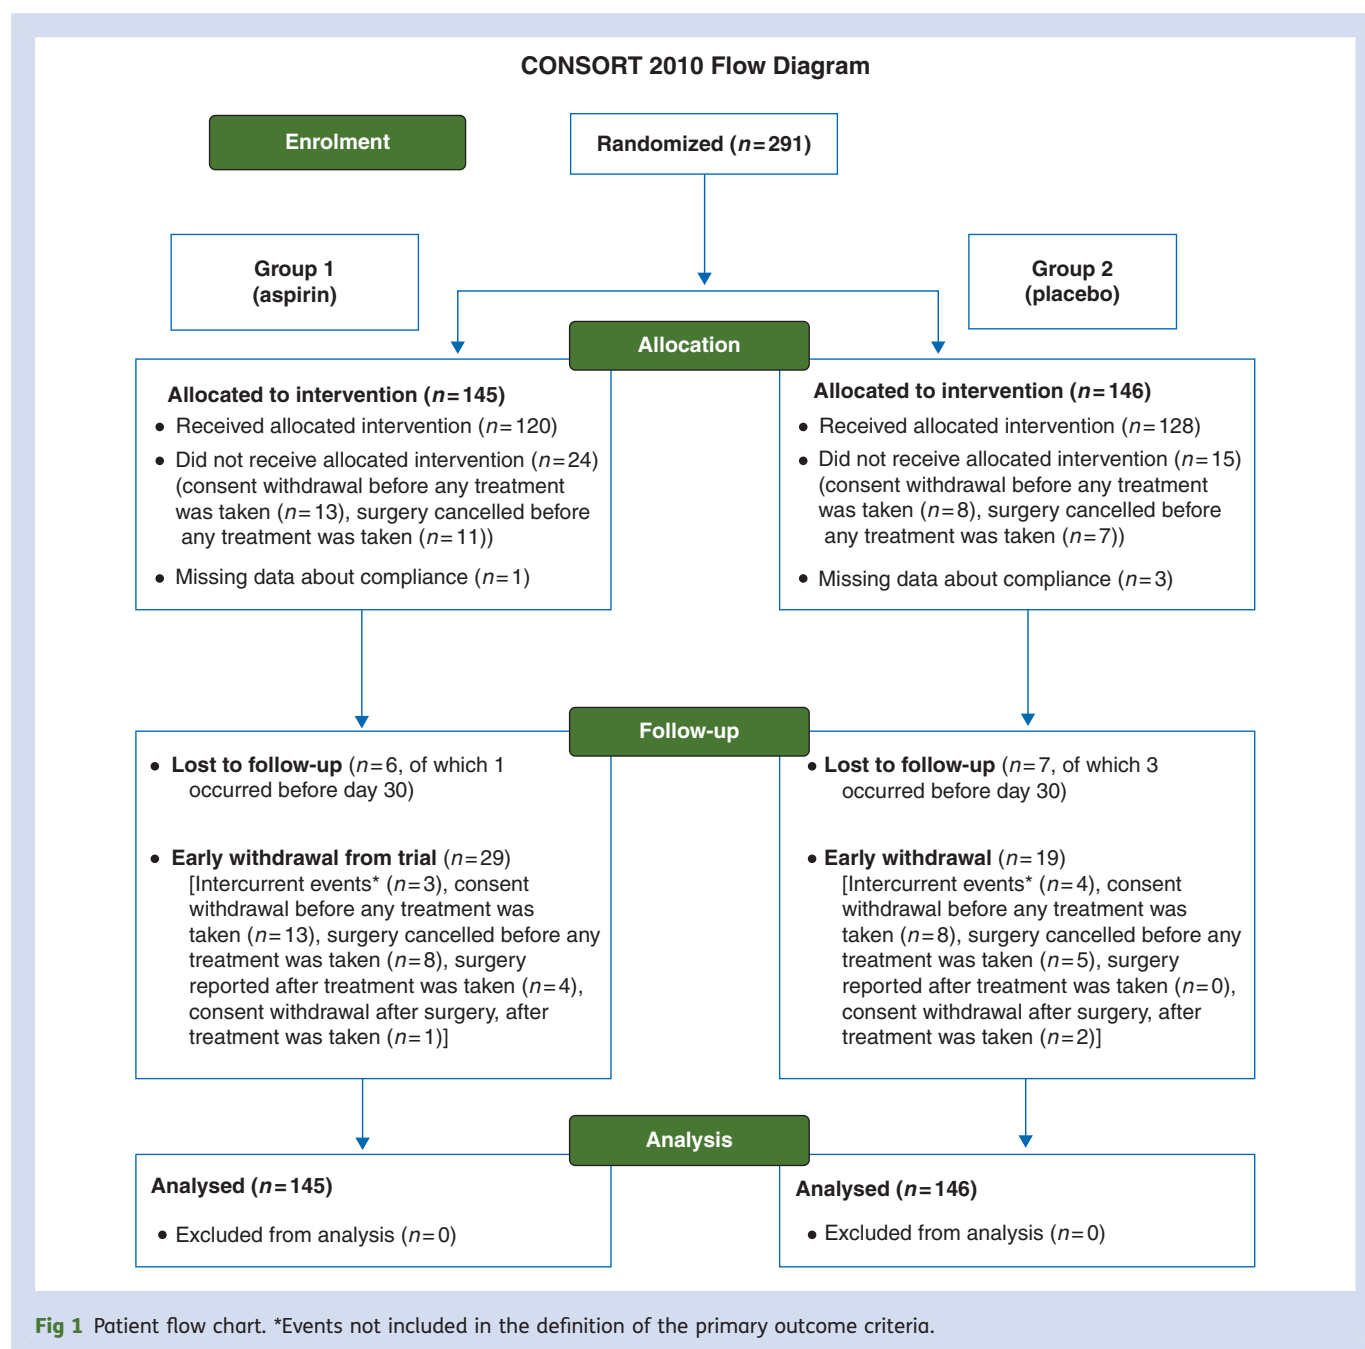 CONSORT 2010 Flow Diagram
Enrolment
Randomized (n=291)
Group 1
(aspirin)
Group 2
(placebo)
Allocation
Allocated to intervention (n=145)
• Received allocated intervention (n=120)
• Did not receive allocated intervention (n=24)
(consent withdrawal before any treatment
was taken (n=13), surgery cancelled before
any treatment was taken (n=11))
• Missing data about compliance (n=1)
Allocated to intervention (n=146)
• Received allocated intervention (n=128)
• Did not receive allocated intervention (n=15)
(consent withdrawal before any treatment
was taken (n=8), surgery cancelled before
any treatment was taken (n=7))
• Missing data about compliance (n=3)
Follow-up
• Lost to follow-up (n=6, of which 1
occurred before day 30)
• Early withdrawal from trial (n=29)
[Intercurrent events* (n=3), consent
withdrawal before any treatment was
taken (n=13), surgery cancelled before any
treatment was taken (n=8), surgery
reported after treatment was taken (n=4),
consent withdrawal after surgery, after
treatment was taken (n=1)]
• Lost to follow-up (n=7, of which 3
occurred before day 30)
• Early withdrawal (n=19)
[Intercurrent events* (n=4), consent
withdrawal before any treatment was
taken (n=8), surgery cancelled before any
treatment was taken (n=5), surgery
reported after treatment was taken (n=0),
consent withdrawal after surgery, after
treatment was taken (n=2)]
Analysis
Analysed (n=145)
• Excluded from analysis (n=0)
Analysed (n=146)
• Excluded from analysis (n=0)
Fig 1 Patient flow chart. *Events not included in the definition of the primary outcome criteria.